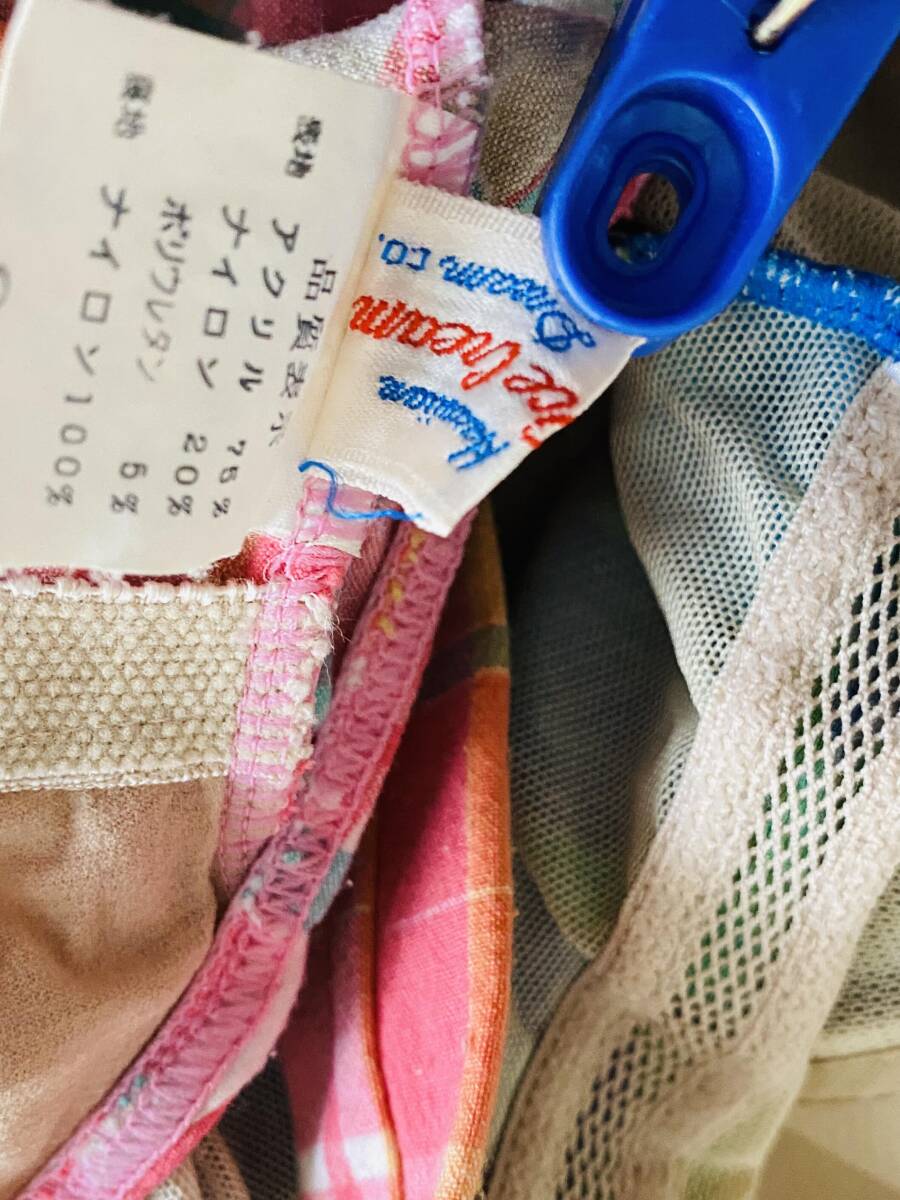 品質表示
表地 アクリル 75%
ナイロン 20%
ポリウレタン 5%
裏地 ナイロン100%
Hawaiian
Ice Cream
& Dream CO.